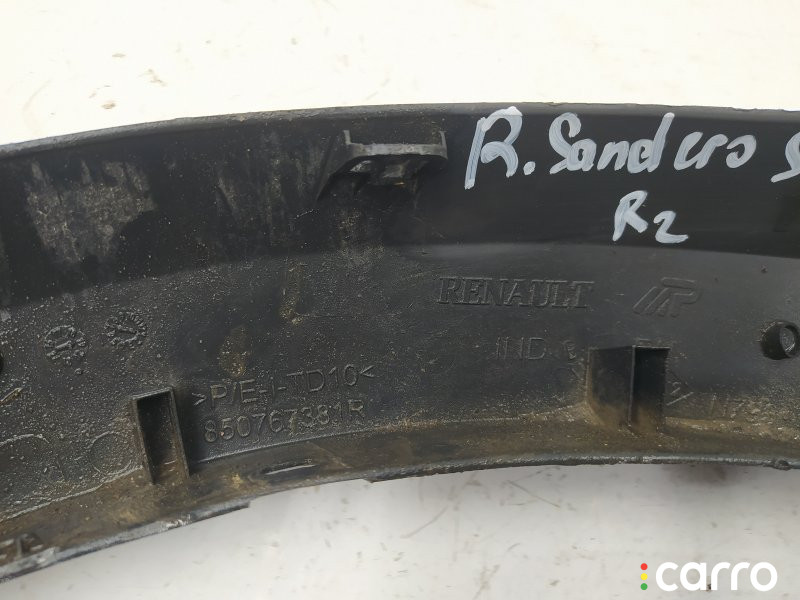 R. Sandero S
R2
RENAULT
IND
>P/E-I-TD10<
850767381R
carro